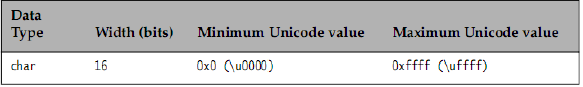 Data
Type Width (bits) Minimum Unicode value Maximum Unicode value
char 16 0x0 (\u0000) 0xffff (\uffff)